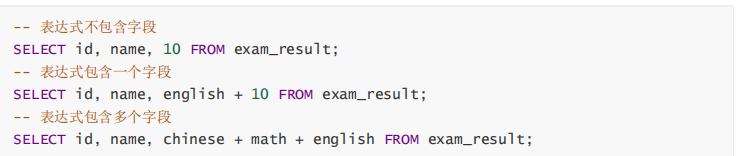 -- 表达式不包含字段
SELECT id, name, 10 FROM exam_result;
-- 表达式包含一个字段
SELECT id, name, english + 10 FROM exam_result;
-- 表达式包含多个字段
SELECT id, name, chinese + math + english FROM exam_result;